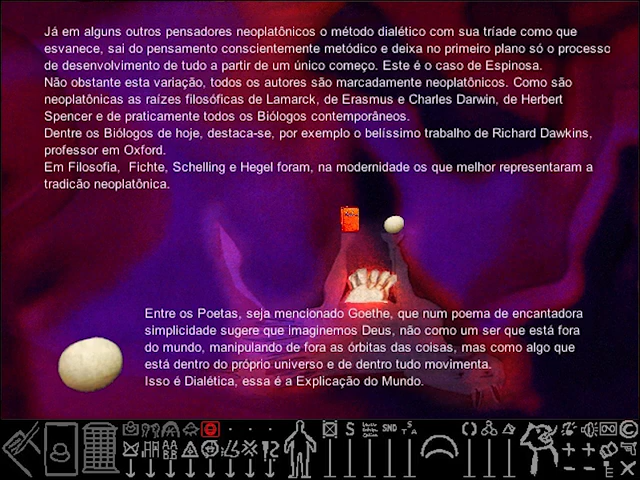 Já em alguns outros pensadores neoplatônicos o método dialético com sua tríade como que
esvanece, sai do pensamento conscientemente metódico e deixa no primeiro plano só o processo
de desenvolvimento de tudo a partir de um único começo. Este é o caso de Espinosa.
Não obstante esta variação, todos os autores são marcadamente neoplatônicos. Como são
neoplatônicas as raízes filosóficas de Lamarck, de Erasmus e Charles Darwin, de Herbert
Spencer e de praticamente todos os Biólogos contemporâneos.
Dentre os Biólogos de hoje, destaca-se, por exemplo o belíssimo trabalho de Richard Dawkins,
professor em Oxford.
Em Filosofia, Fichte, Schelling e Hegel foram, na modernidade os que melhor representaram a
tradicão neoplatônica.
Entre os Poetas, seja mencionado Goethe, que num poema de encantadora
simplicidade sugere que imaginemos Deus, não como um ser que está fora
do mundo, manipulando de fora as órbitas das coisas, mas como algo que
está dentro do próprio universo e de dentro tudo movimenta.
Isso é Dialética, essa é a Explicação do Mundo.
S SND